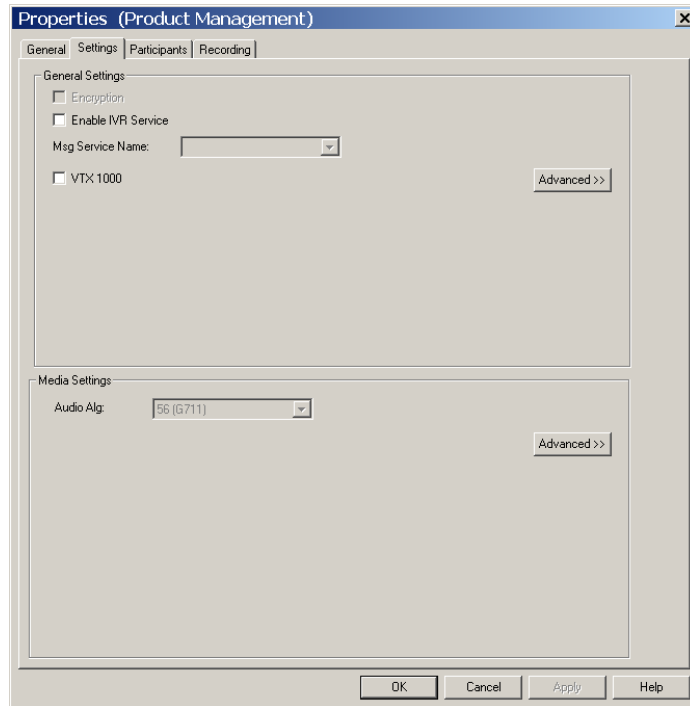 Properties (Product Management)
General Settings Participants Recording
General Settings
Encryption
Enable IVR Service
Msg Service Name:
VTX 1000 Advanced >>
Media Settings
Audio Alg: 56 (G711)
Advanced >>
OK Cancel Apply Help